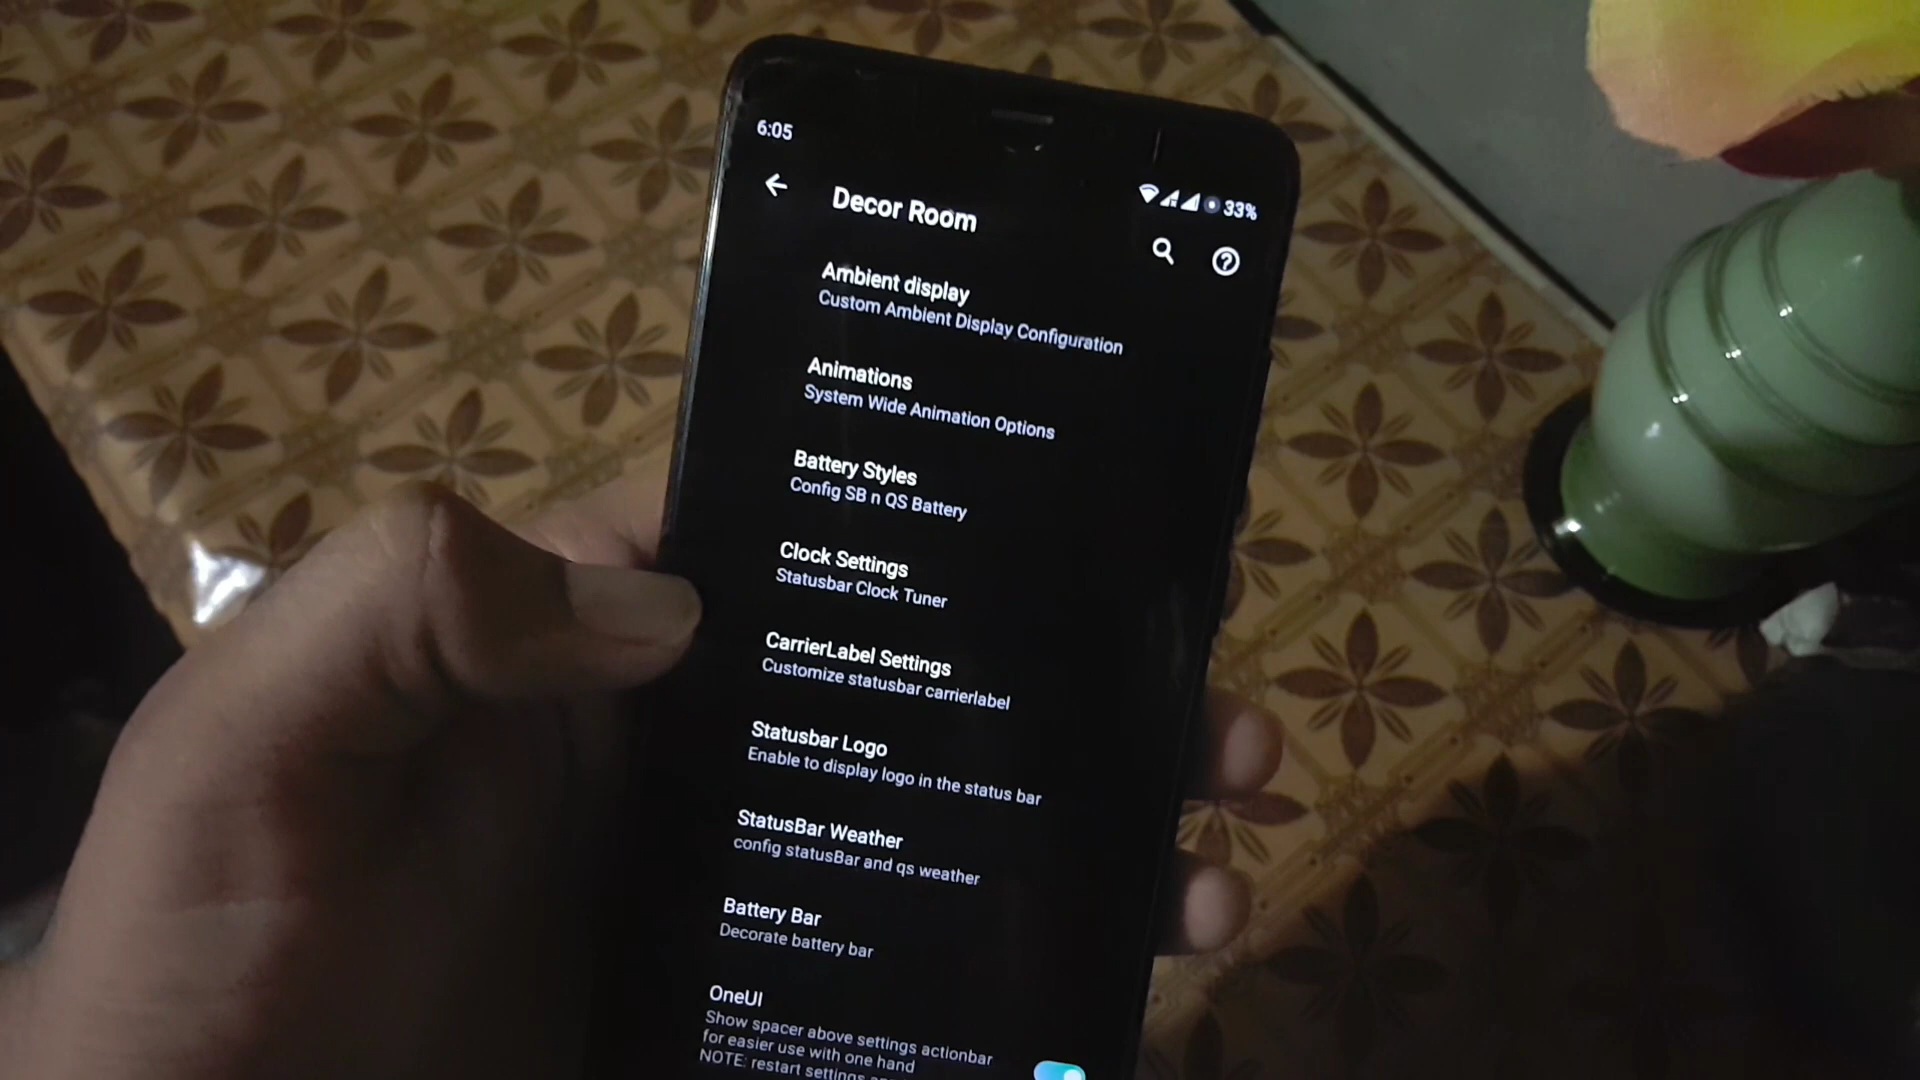 6:05
33%
Decor Room
Ambient display
Custom Ambient Display Configuration
Animations
System Wide Animation Options
Battery Styles
Config SB n QS Battery
Clock Settings
Statusbar Clock Tuner
CarrierLabel Settings
Customize statusbar carrierlabel
Statusbar Logo
Enable to display logo in the status bar
StatusBar Weather
config statusBar and qs weather
Battery Bar
Decorate battery bar
OneUI
Show spacer above settings actionbar
for easier use with one hand
NOTE: restart settings